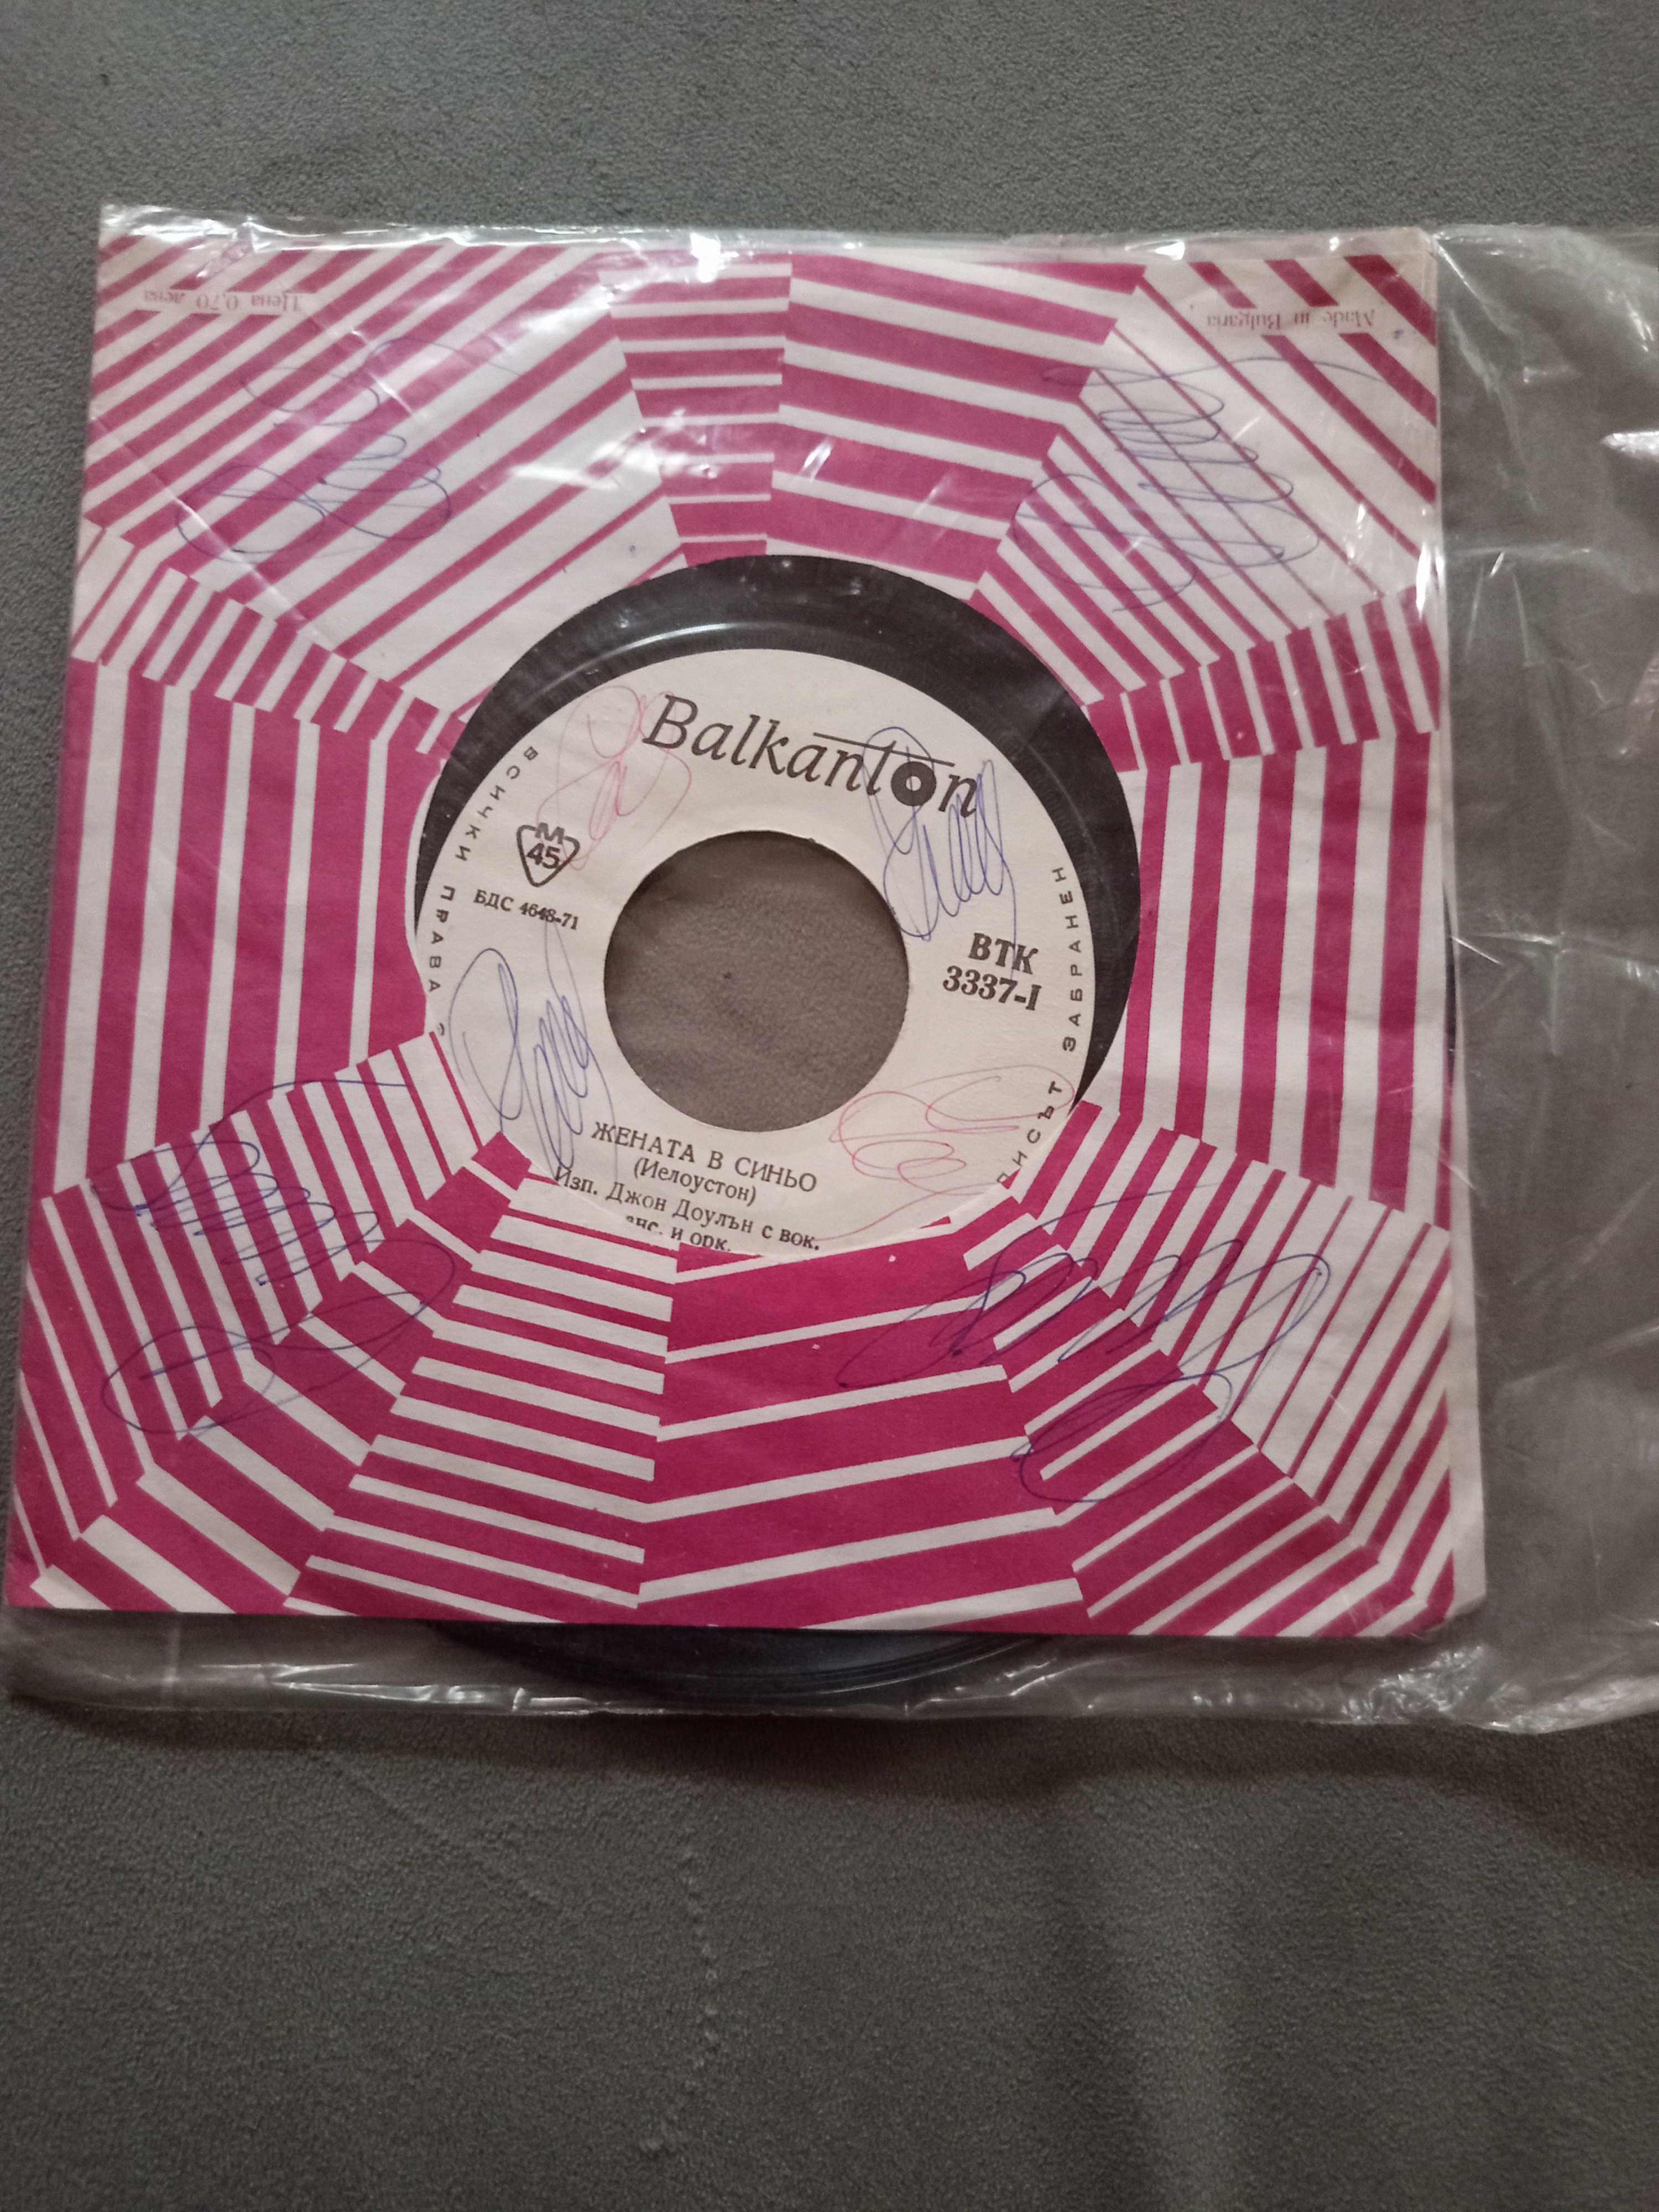 Цена 0,70 лева
Made in Bulgaria
Balkanton
ВСИЧКИ ПРАВА
М
45
БДС 4648-71
ВТК
3337-I
ЗАБРАНЕН
ЖЕНАТА В СИНЬО
(Иелоустон)
Изп. Джон Доулън с вок.
и орк.